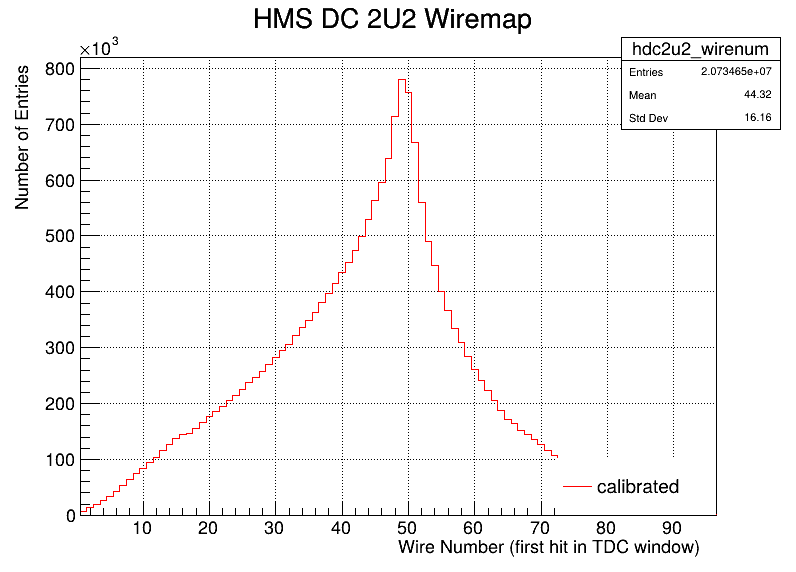 HMS DC 2U2 Wiremap
×10³
hdc2u2_wirenum
Entries 2.073465e+07
Mean 44.32
Std Dev 16.16
Number of Entries
800
700
600
500
400
300
200
100
0
calibrated
10 20 30 40 50 60 70 80 90
Wire Number (first hit in TDC window)